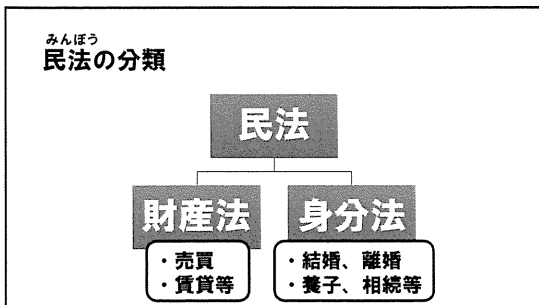 みんぽう
民法の分類
民法
財産法
身分法
・売買
・賃貸等
・結婚、離婚
・養子、相続等